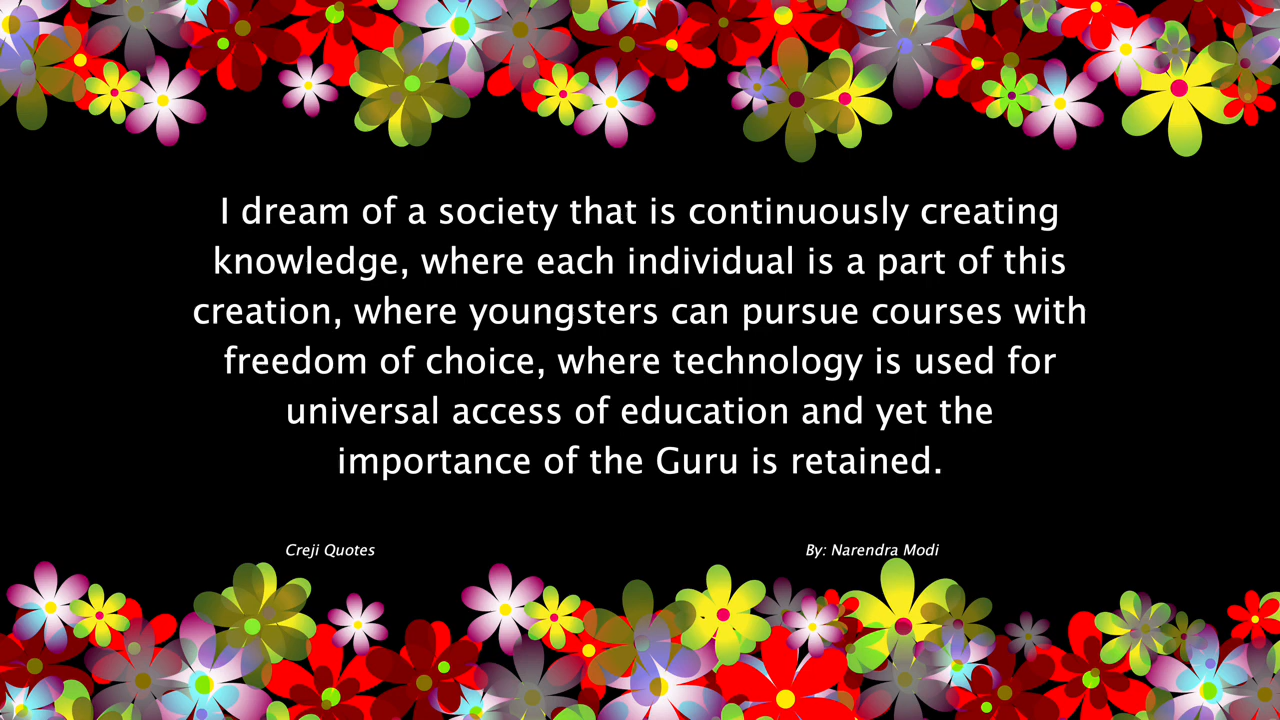 I dream of a society that is continuously creating
knowledge, where each individual is a part of this
creation, where youngsters can pursue courses with
freedom of choice, where technology is used for
universal access of education and yet the
importance of the Guru is retained.
Creji Quotes
By: Narendra Modi